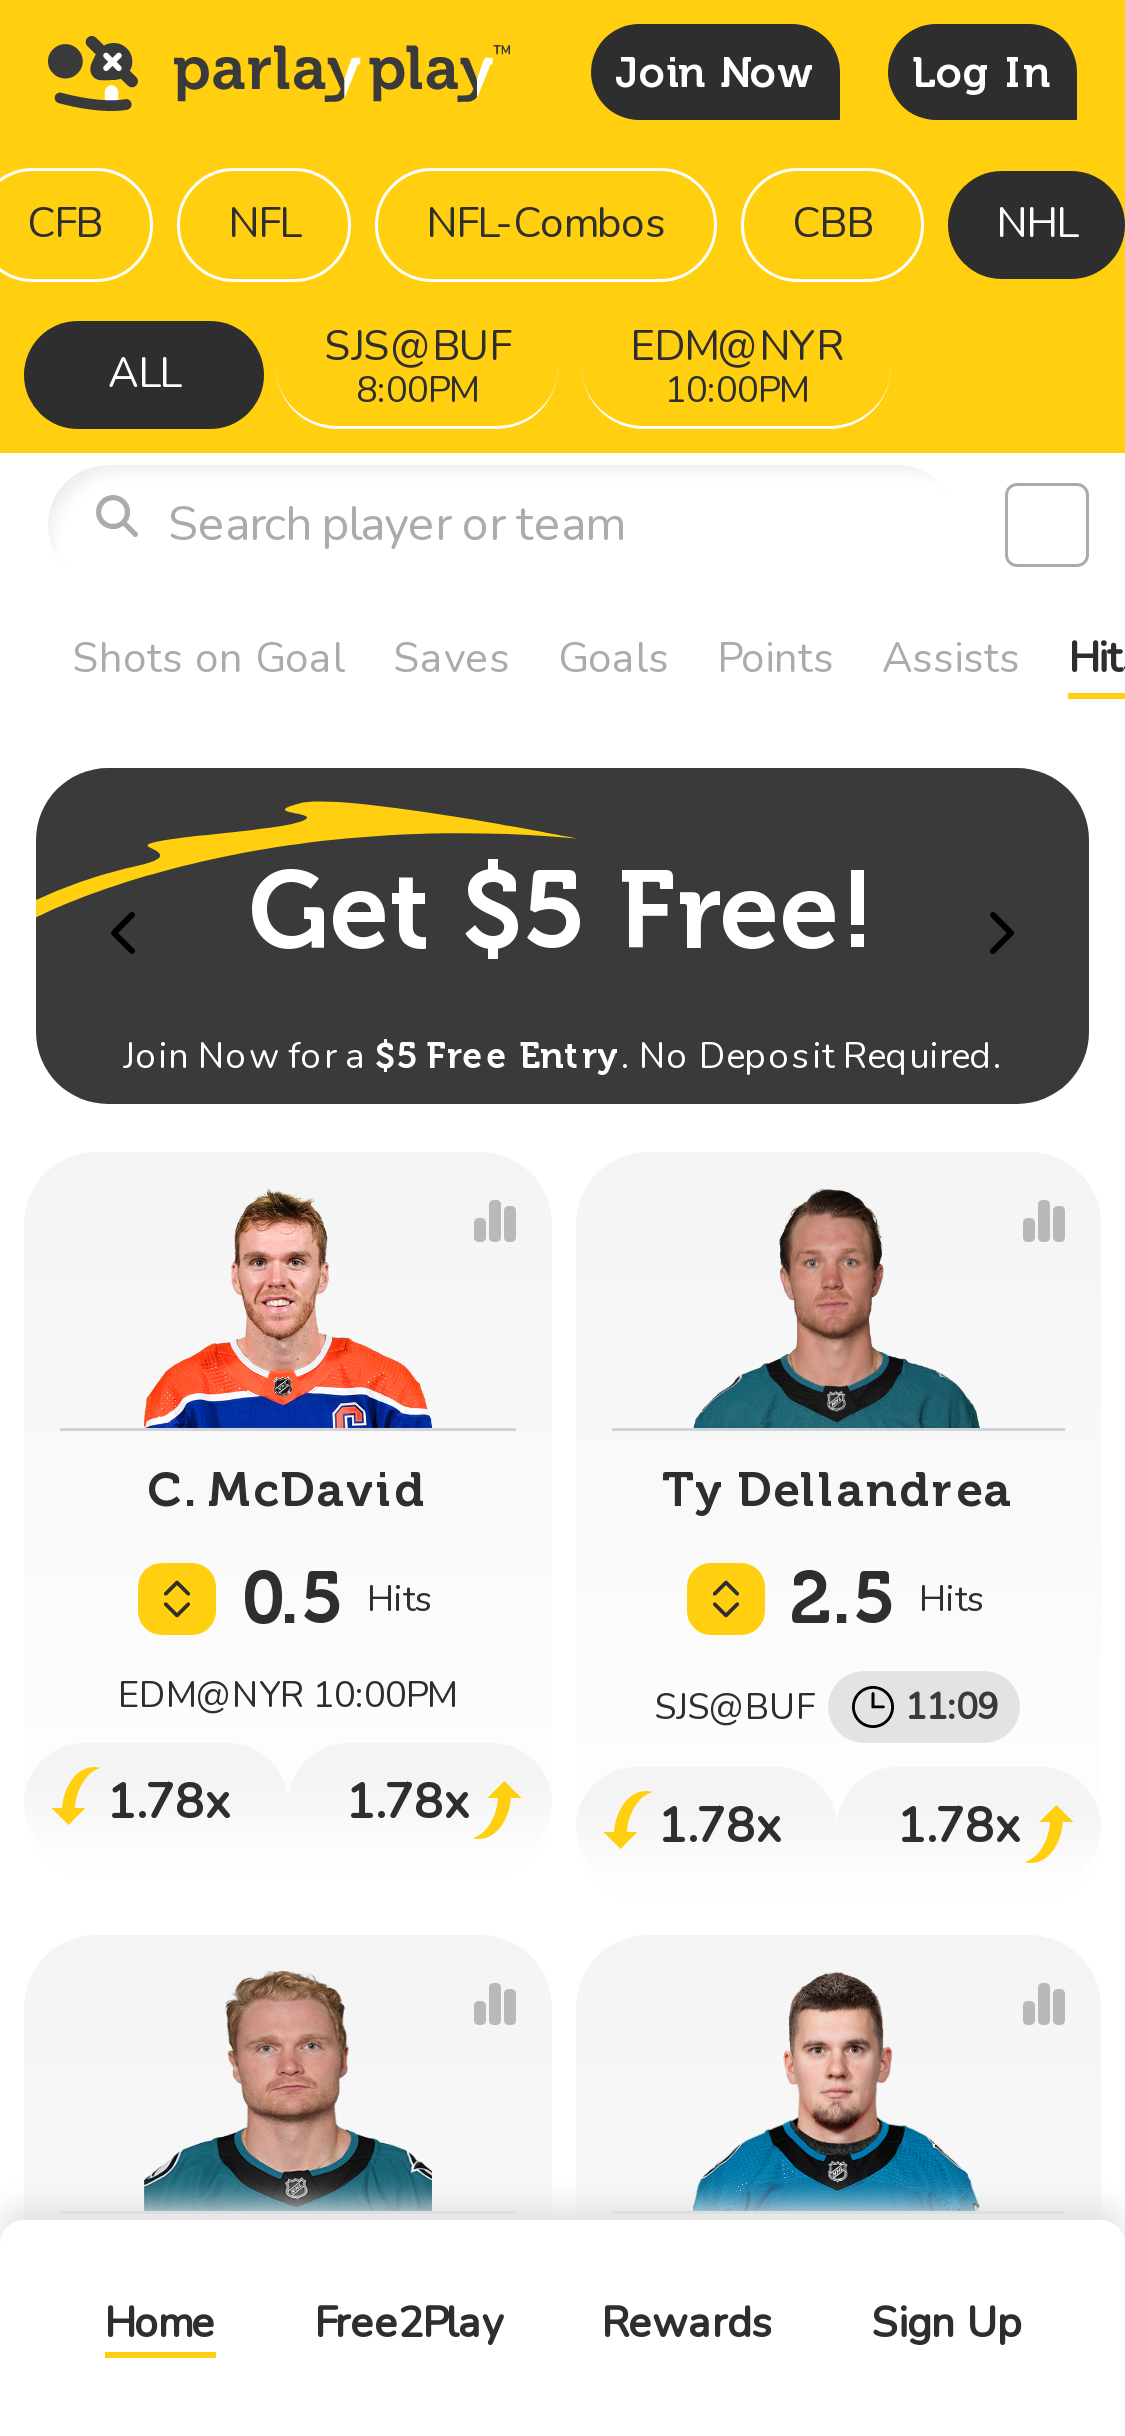 parlayplay™ Join Now Log In
CFB NFL NFL-Combos CBB NHL
ALL SJS@BUF EDM@NYR
8:00PM 10:00PM
Search player or team
Shots on Goal Saves Goals Points Assists Hits
Get $5 Free!
Join Now for a $5 Free Entry. No Deposit Required.
C. McDavid Ty Dellandrea
0.5 Hits 2.5 Hits
EDM@NYR 10:00PM SJS@BUF 11:09
1.78x 1.78x 1.78x 1.78x
Home Free2Play Rewards Sign Up